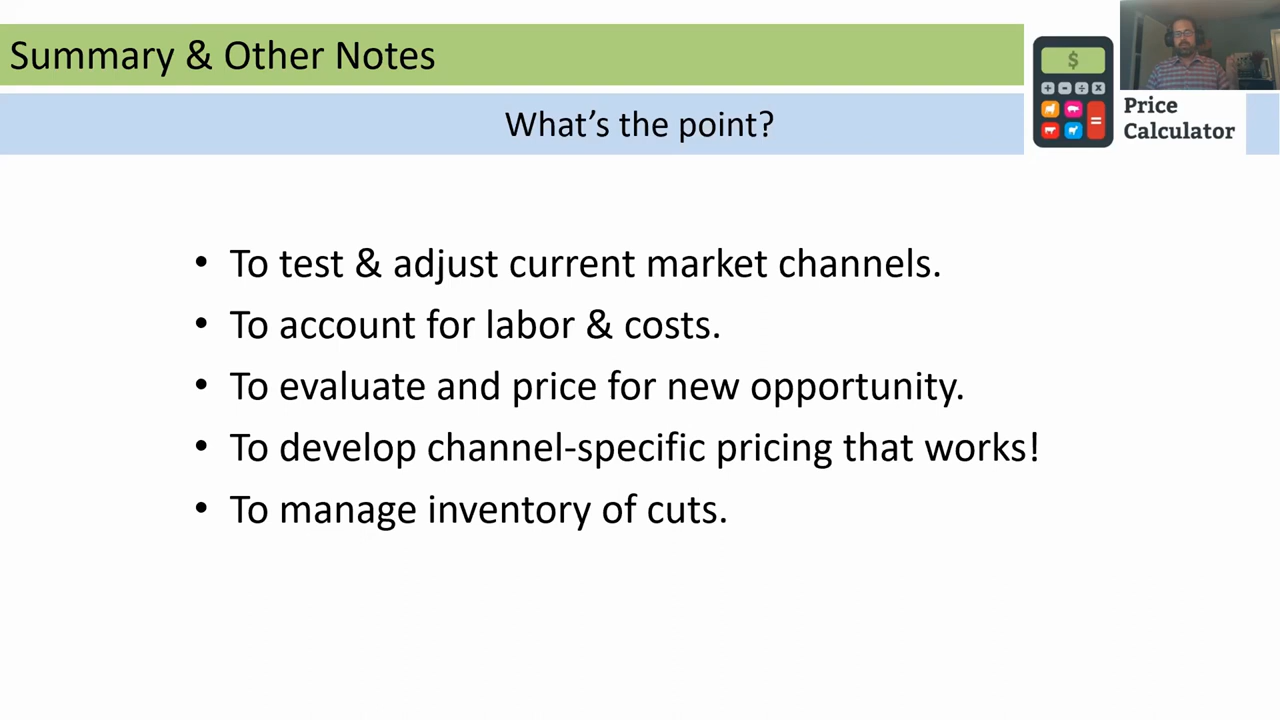 Summary & Other Notes
What's the point?
$
+ - ÷ x
=
Price
Calculator
• To test & adjust current market channels.
• To account for labor & costs.
• To evaluate and price for new opportunity.
• To develop channel-specific pricing that works!
• To manage inventory of cuts.